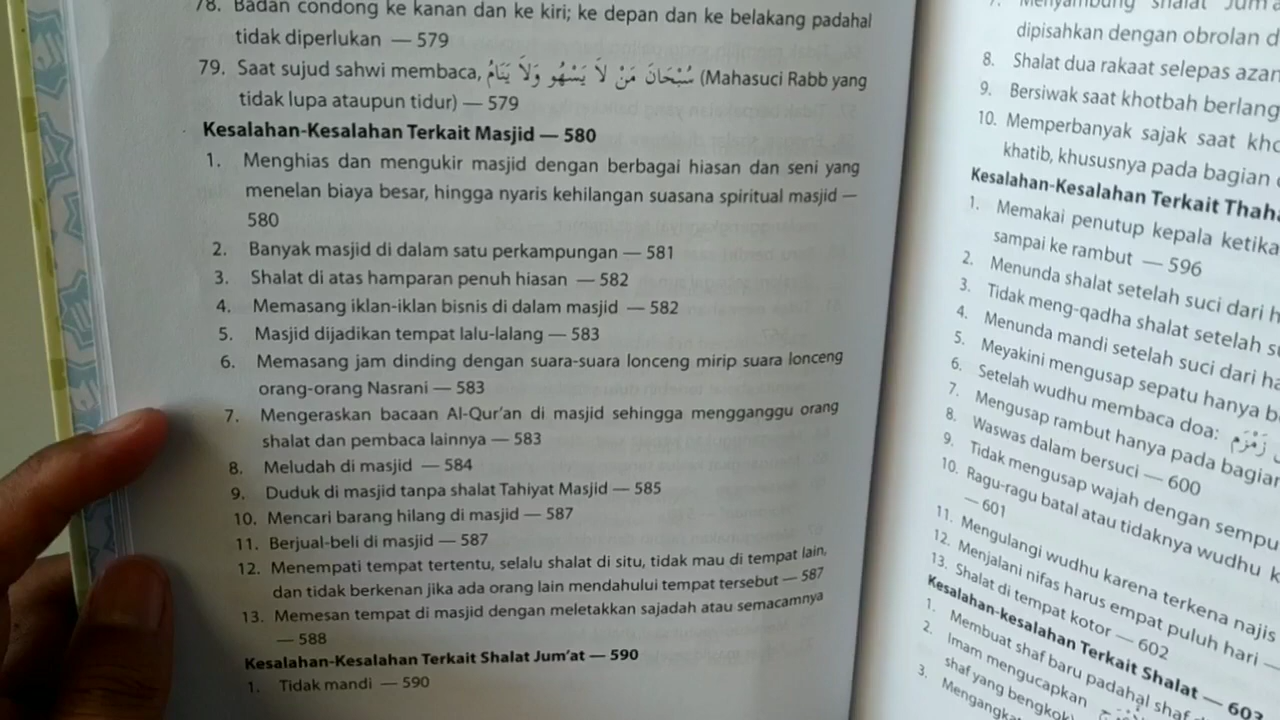 78. Badan condong ke kanan dan ke kiri; ke depan dan ke belakang padahal
tidak diperlukan — 579
79. Saat sujud sahwi membaca, سُبْحَانَ مَنْ لَا يَسْهُو وَلَا يَنَامُ (Mahasuci Rabb yang
tidak lupa ataupun tidur) — 579
Kesalahan-Kesalahan Terkait Masjid — 580
1. Menghias dan mengukir masjid dengan berbagai hiasan dan seni yang
menelan biaya besar, hingga nyaris kehilangan suasana spiritual masjid —
580
2. Banyak masjid di dalam satu perkampungan — 581
3. Shalat di atas hamparan penuh hiasan — 582
4. Memasang iklan-iklan bisnis di dalam masjid — 582
5. Masjid dijadikan tempat lalu-lalang — 583
6. Memasang jam dinding dengan suara-suara lonceng mirip suara lonceng
orang-orang Nasrani — 583
7. Mengeraskan bacaan Al-Qur'an di masjid sehingga mengganggu orang
shalat dan pembaca lainnya — 583
8. Meludah di masjid — 584
9. Duduk di masjid tanpa shalat Tahiyat Masjid — 585
10. Mencari barang hilang di masjid — 587
11. Berjual-beli di masjid — 587
12. Menempati tempat tertentu, selalu shalat di situ, tidak mau di tempat lain,
dan tidak berkenan jika ada orang lain mendahului tempat tersebut — 587
13. Memesan tempat di masjid dengan meletakkan sajadah atau semacamnya
— 588
Kesalahan-Kesalahan Terkait Shalat Jum'at — 590
1. Tidak mandi — 590
7. Menyambung shalat
dipisahkan dengan obrolan
8. Shalat dua rakaat selepas
9. Bersiwak saat khotbah
10. Memperbanyak sajak saat
khatib, khususnya pada bagian
Kesalahan-Kesalahan Terkait
1. Memakai penutup kepala ketika
sampai ke rambut — 596
2. Menunda shalat setelah suci dari
3. Tidak meng-qadha shalat setelah
4. Menunda mandi setelah suci dari
5. Meyakini mengusap sepatu hanya
6. Setelah wudhu membaca doa: زَمْزَم
7. Mengusap rambut hanya pada bagian
8. Waswas dalam bersuci — 600
9. Tidak mengusap wajah dengan
10. Ragu-ragu batal atau tidaknya wudhu
— 601
11. Mengulangi wudhu karena terkena najis
12. Menjalani nifas harus empat puluh hari —
13. Shalat di tempat kotor — 602
Kesalahan-kesalahan Terkait Shalat — 603
1. Membuat shaf baru padahal shaf
2. Imam mengucapkan
shaf yang bengkok)
3.